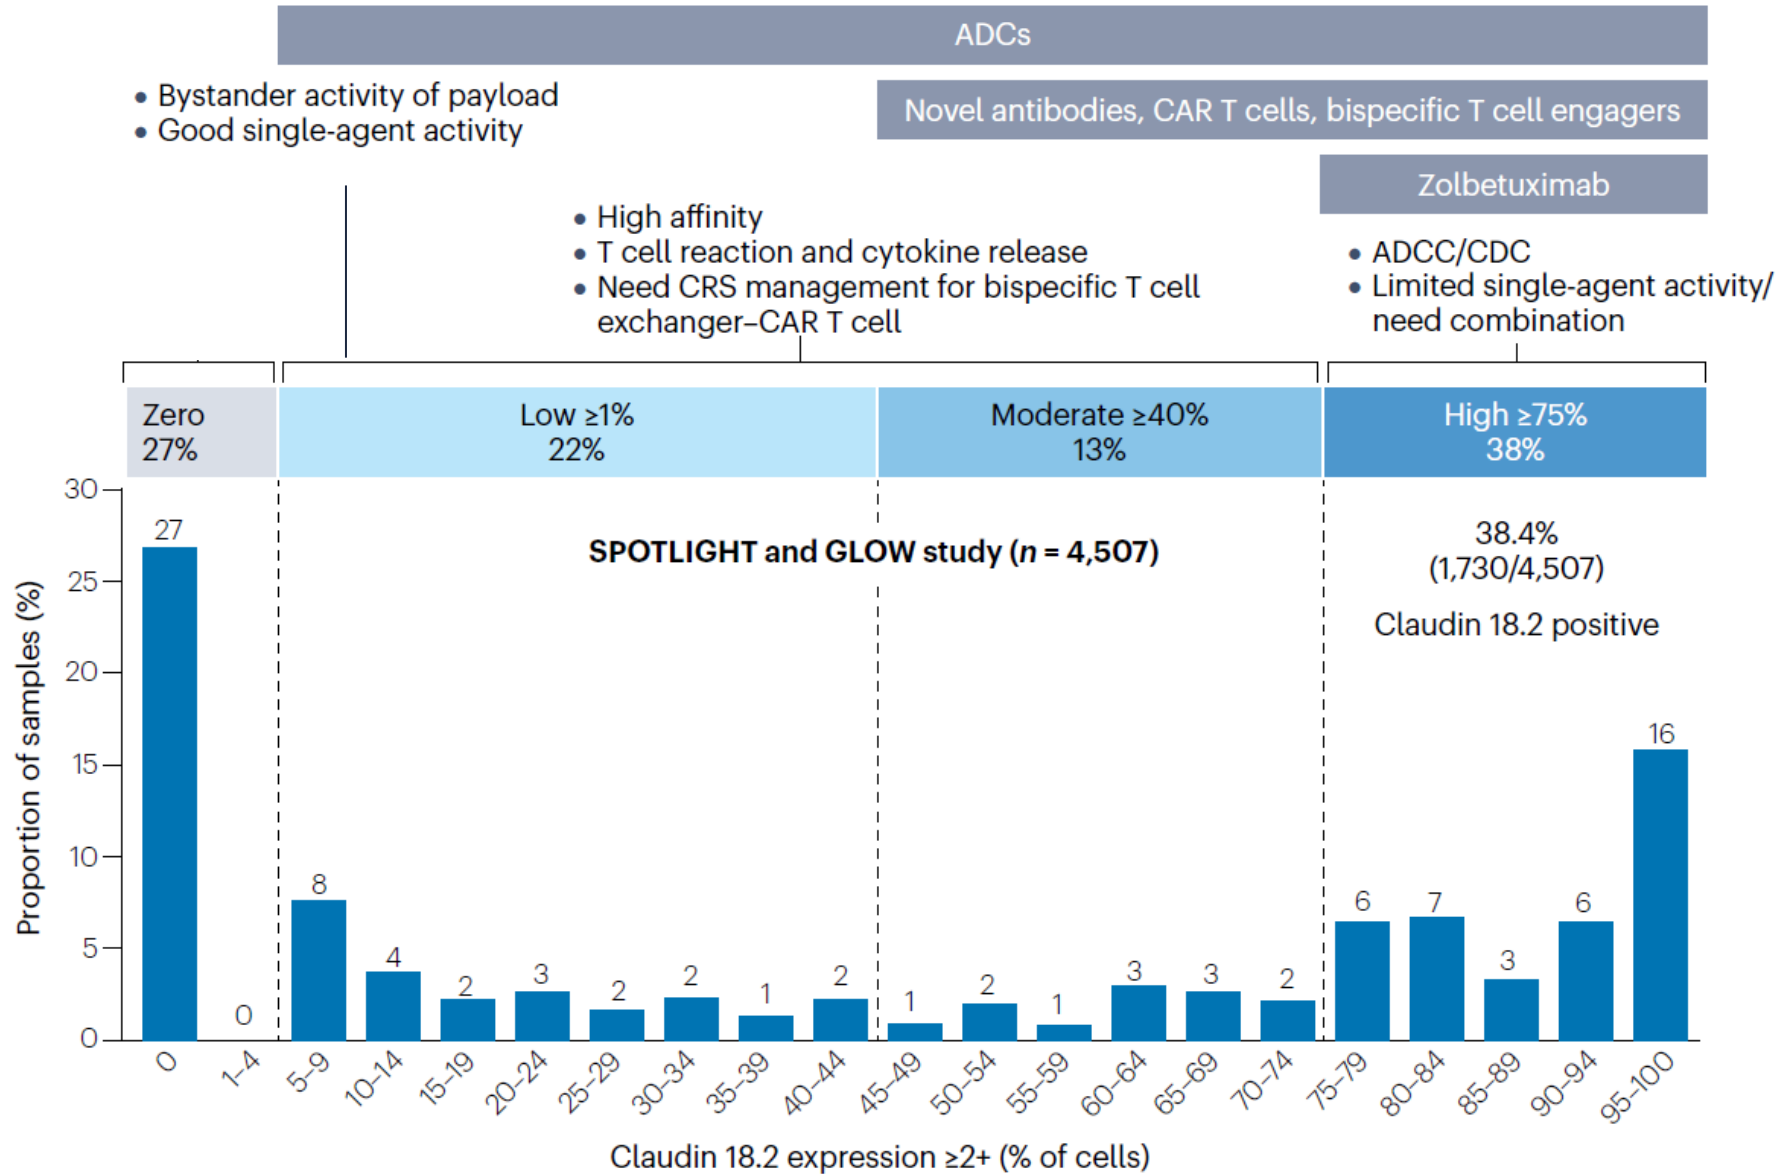 ADCs
• Bystander activity of payload
• Good single-agent activity
Novel antibodies, CAR T cells, bispecific T cell engagers
Zolbetuximab
• High affinity
• T cell reaction and cytokine release
• Need CRS management for bispecific T cell
exchanger–CAR T cell
• ADCC/CDC
• Limited single-agent activity/
need combination
Zero
27%
Low ≥1%
22%
Moderate ≥40%
13%
High ≥75%
38%
SPOTLIGHT and GLOW study (n = 4,507)
38.4%
(1,730/4,507)
Claudin 18.2 positive
Proportion of samples (%)
30
25
20
15
10
5
0
27
0
8
4
2
3
2
2
1
2
1
2
1
3
3
2
6
7
3
6
16
0
1–4
5–9
10–14
15–19
20–24
25–29
30–34
35–39
40–44
45–49
50–54
55–59
60–64
65–69
70–74
75–79
80–84
85–89
90–94
95–100
Claudin 18.2 expression ≥2+ (% of cells)